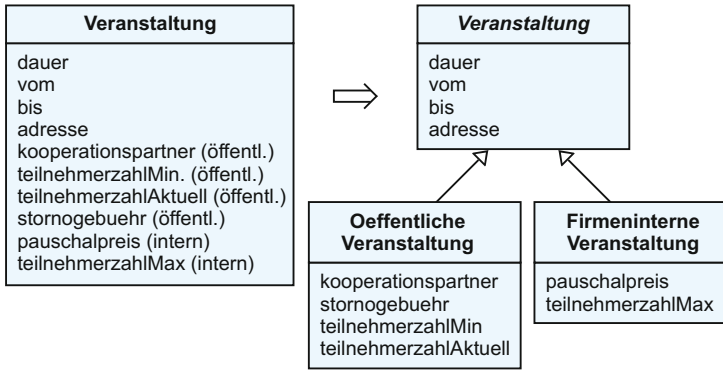 Veranstaltung
dauer
vom
bis
adresse
kooperationspartner (öffentl.)
teilnehmerzahlMin. (öffentl.)
teilnehmerzahlAktuell (öffentl.)
stornogebuehr (öffentl.)
pauschalpreis (intern)
teilnehmerzahlMax (intern)
Veranstaltung
dauer
vom
bis
adresse
Oeffentliche
Veranstaltung
kooperationspartner
stornogebuehr
teilnehmerzahlMin
teilnehmerzahlAktuell
Firmeninterne
Veranstaltung
pauschalpreis
teilnehmerzahlMax